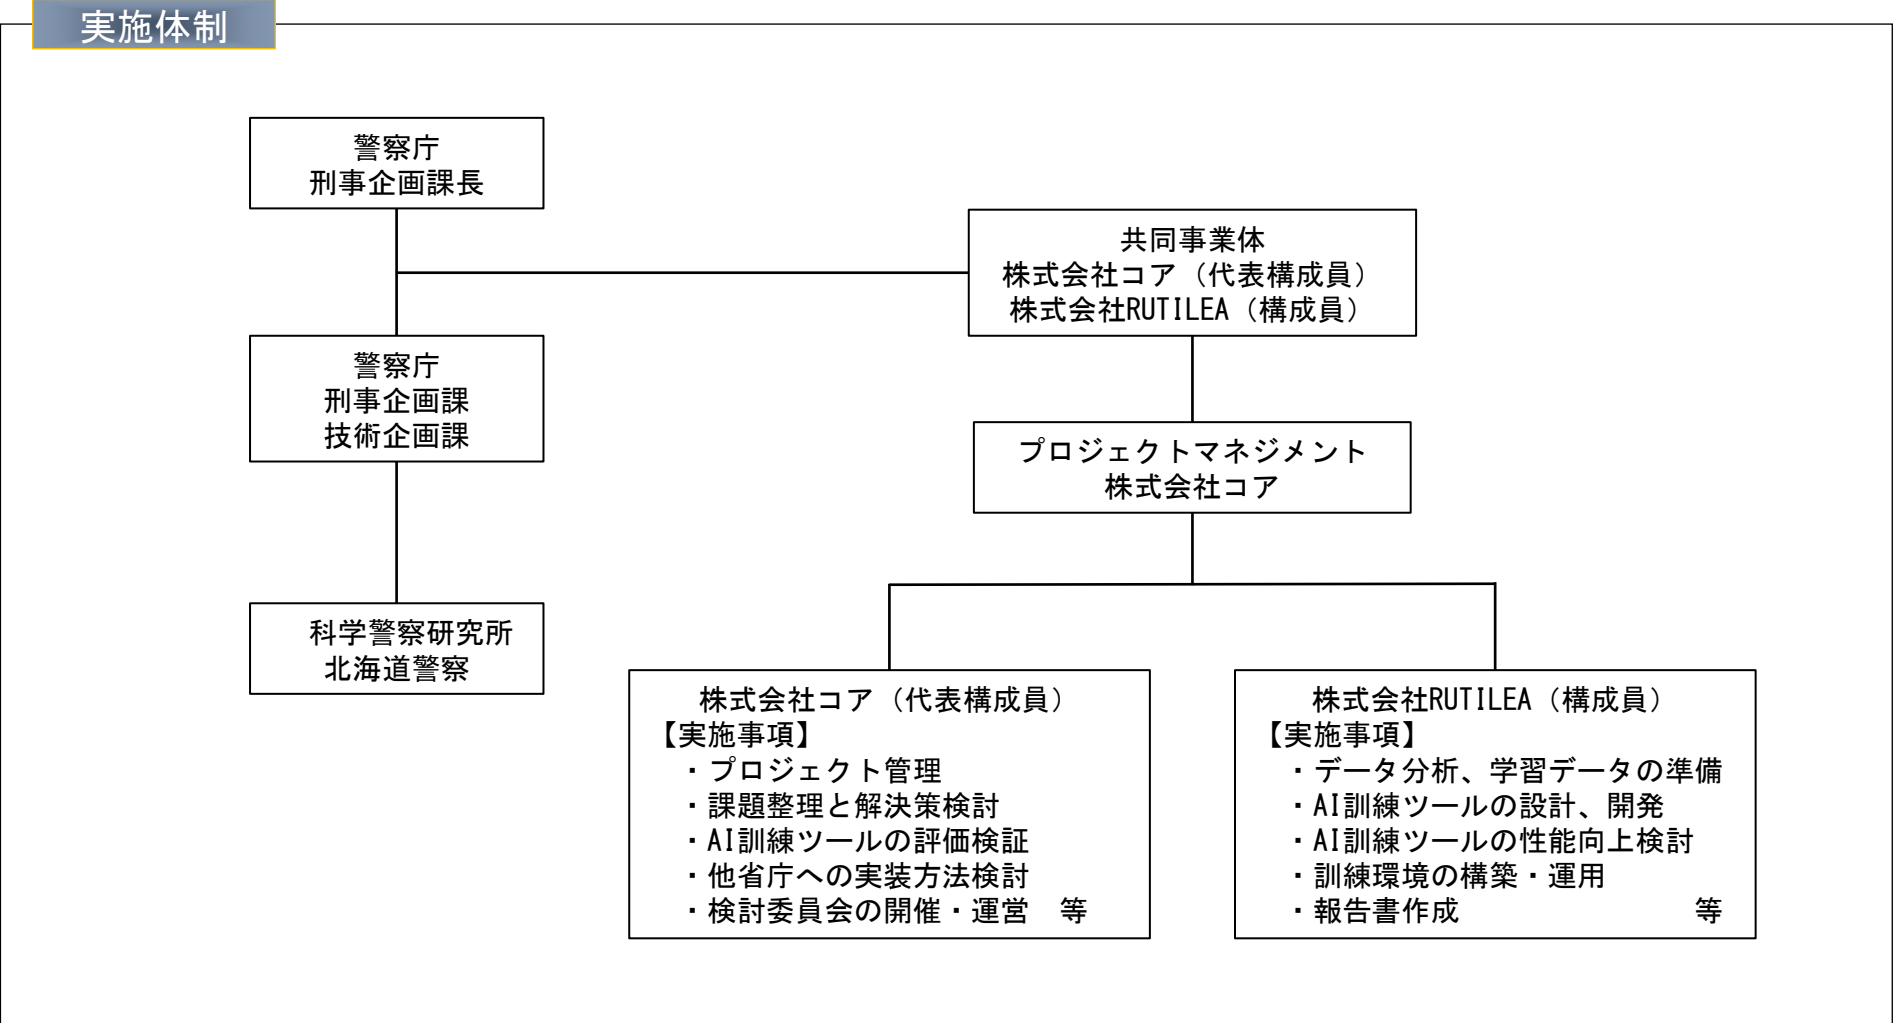 実施体制
警察庁
刑事企画課長
共同事業体
株式会社コア（代表構成員）
株式会社RUTILEA（構成員）
警察庁
刑事企画課
技術企画課
プロジェクトマネジメント
株式会社コア
科学警察研究所
北海道警察
株式会社コア（代表構成員）
【実施事項】
・プロジェクト管理
・課題整理と解決策検討
・AI訓練ツールの評価検証
・他省庁への実装方法検討
・検討委員会の開催・運営　等
株式会社RUTILEA（構成員）
【実施事項】
・データ分析、学習データの準備
・AI訓練ツールの設計、開発
・AI訓練ツールの性能向上検討
・訓練環境の構築・運用
・報告書作成　　　　　　　　等